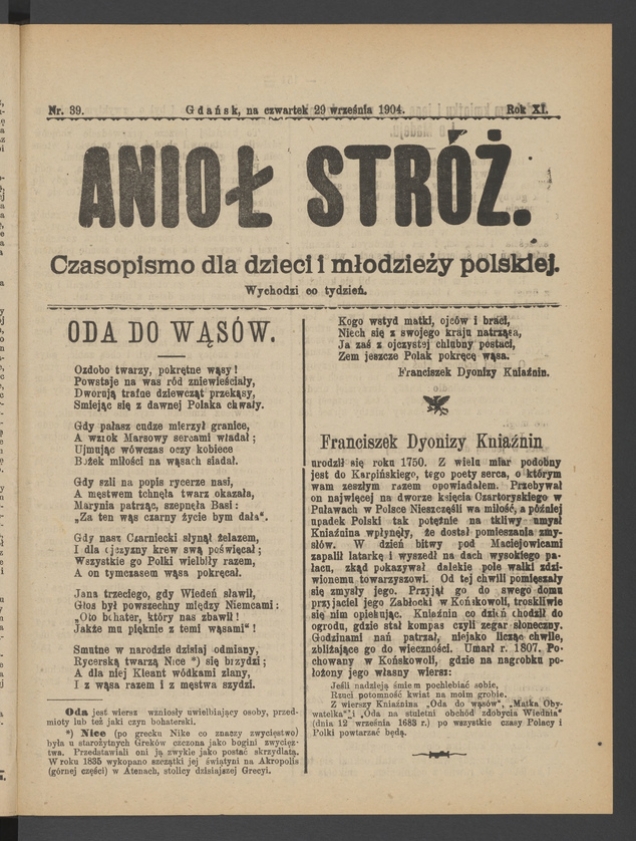 Nr. 39.
Gdańsk, na czwartek 29 września 1904.
Rok XI.
ANIOŁ STRÓŻ.
Czasopismo dla dzieci i młodzieży polskiej.
Wychodzi co tydzień.
ODA DO WĄSÓW.
Ozdobo twarzy, pokrętne wąsy!
Powstaje na was ród zniewieściały,
Dworują trafne dziewcząt przekąsy,
Smiejąc się z dawnej Polaka chwały.
Gdy pałasz cudze mierzył granice,
A wzrok Marsowy sercami władał;
Ujmując wówczas oczy kobiece
Bożek miłości na wąsach siadał.
Gdy szli na popis rycerze nasi,
A męstwem tchnęła twarz okazała,
Marynia patrząc, szepnęła Basi:
„Za ten wąs czarny życie bym dała“.
Gdy nasz Czarniecki słynął żelazem,
I dla ojczyzny krew swą poświęcał;
Wszystkie go Polki wielbiły razem,
A on tymczasem wąsa pokręcał.
Jana trzeciego, gdy Wiedeń sławił,
Głos był powszechny między Niemcami:
„Oto bohater, który nas zbawił!
Jakże mu pięknie z temi wąsami“!
Smutne w narodzie dzisiaj odmiany,
Rycerską twarzą Nice *) się brzydzi;
A dla niej Kleant wódkami zlany,
I z wąsa razem i z męstwa szydzi.
Oda jest wiersz wzniosły uwielbiający osoby, przed-
mioty lub też jaki czyn bohaterski.
*) Nice (po grecku Nike co znaczy zwycięstwo)
była u starożytnych Greków czczona jako bogini zwycięz-
twa. Przedstawiali oni ją zwykle jako postać skrzydlatą.
W roku 1835 wykopano szczątki jej świątyni na Akropolis
(górnej części) w Atenach, stolicy dzisiajszej Grecyi.
Kogo wstyd matki, ojców i braci,
Niech się z swojego kraju natrząsa,
Ja zaś z ojczystej chlubny postaci,
Żem jeszcze Polak pokręcę wąsa.
Franciszek Dyonizy Kniaźnin.
Franciszek Dyonizy Kniaźnin
urodził się roku 1750. Z wielu miar podobny
jest do Karpińskiego, tego poety serca, o którym
wam zeszłym razem opowiadałem. Przebywał
on najwięcej na dworze księcia Czartoryskiego w
Puławach w Polsce Nieszczęśli wa miłość, a później
upadek Polski tak potężnie na tkliwy umysł
Kniaźnina wpłynęły, że dostał pomieszania zmy-
słów. W dzień bitwy pod Maciejowicami
zapalił latarkę i wyszedł na dach wysokiego pa-
łacu, zkąd pokazywał dalekie pole walki zdzi-
wionemu towarzyszowi. Od tej chwili pomięszały
się zmysły jego. Przyjął go do swego domu
przyjaciel jego Zabłocki w Końskowoli, troskliwie
się nim opiekując. Kniaźnin co dzień chodził do
ogrodu, gdzie stał kompas czyli zegar słoneczny.
Godzinami nań patrzał, niejako licząc chwile,
zbliżające go do wieczności. Umarł r. 1807. Po-
chowany w Końskowoli, gdzie na nagrobku po-
łożony jego własny wiersz:
Jeśli nadzieją śmiem pochlebiać sobie,
Rzuci potomność kwiat na moim grobie.
Z wierszy Kniaźnina „Oda do wąsów“, „Matka Oby-
watelka“ i „Oda na stuletni obchód zdobycia Wiednia“
(dnia 12 września 1683 r.) po wszystkie czasy Polacy i
Polki powtarzać będą.